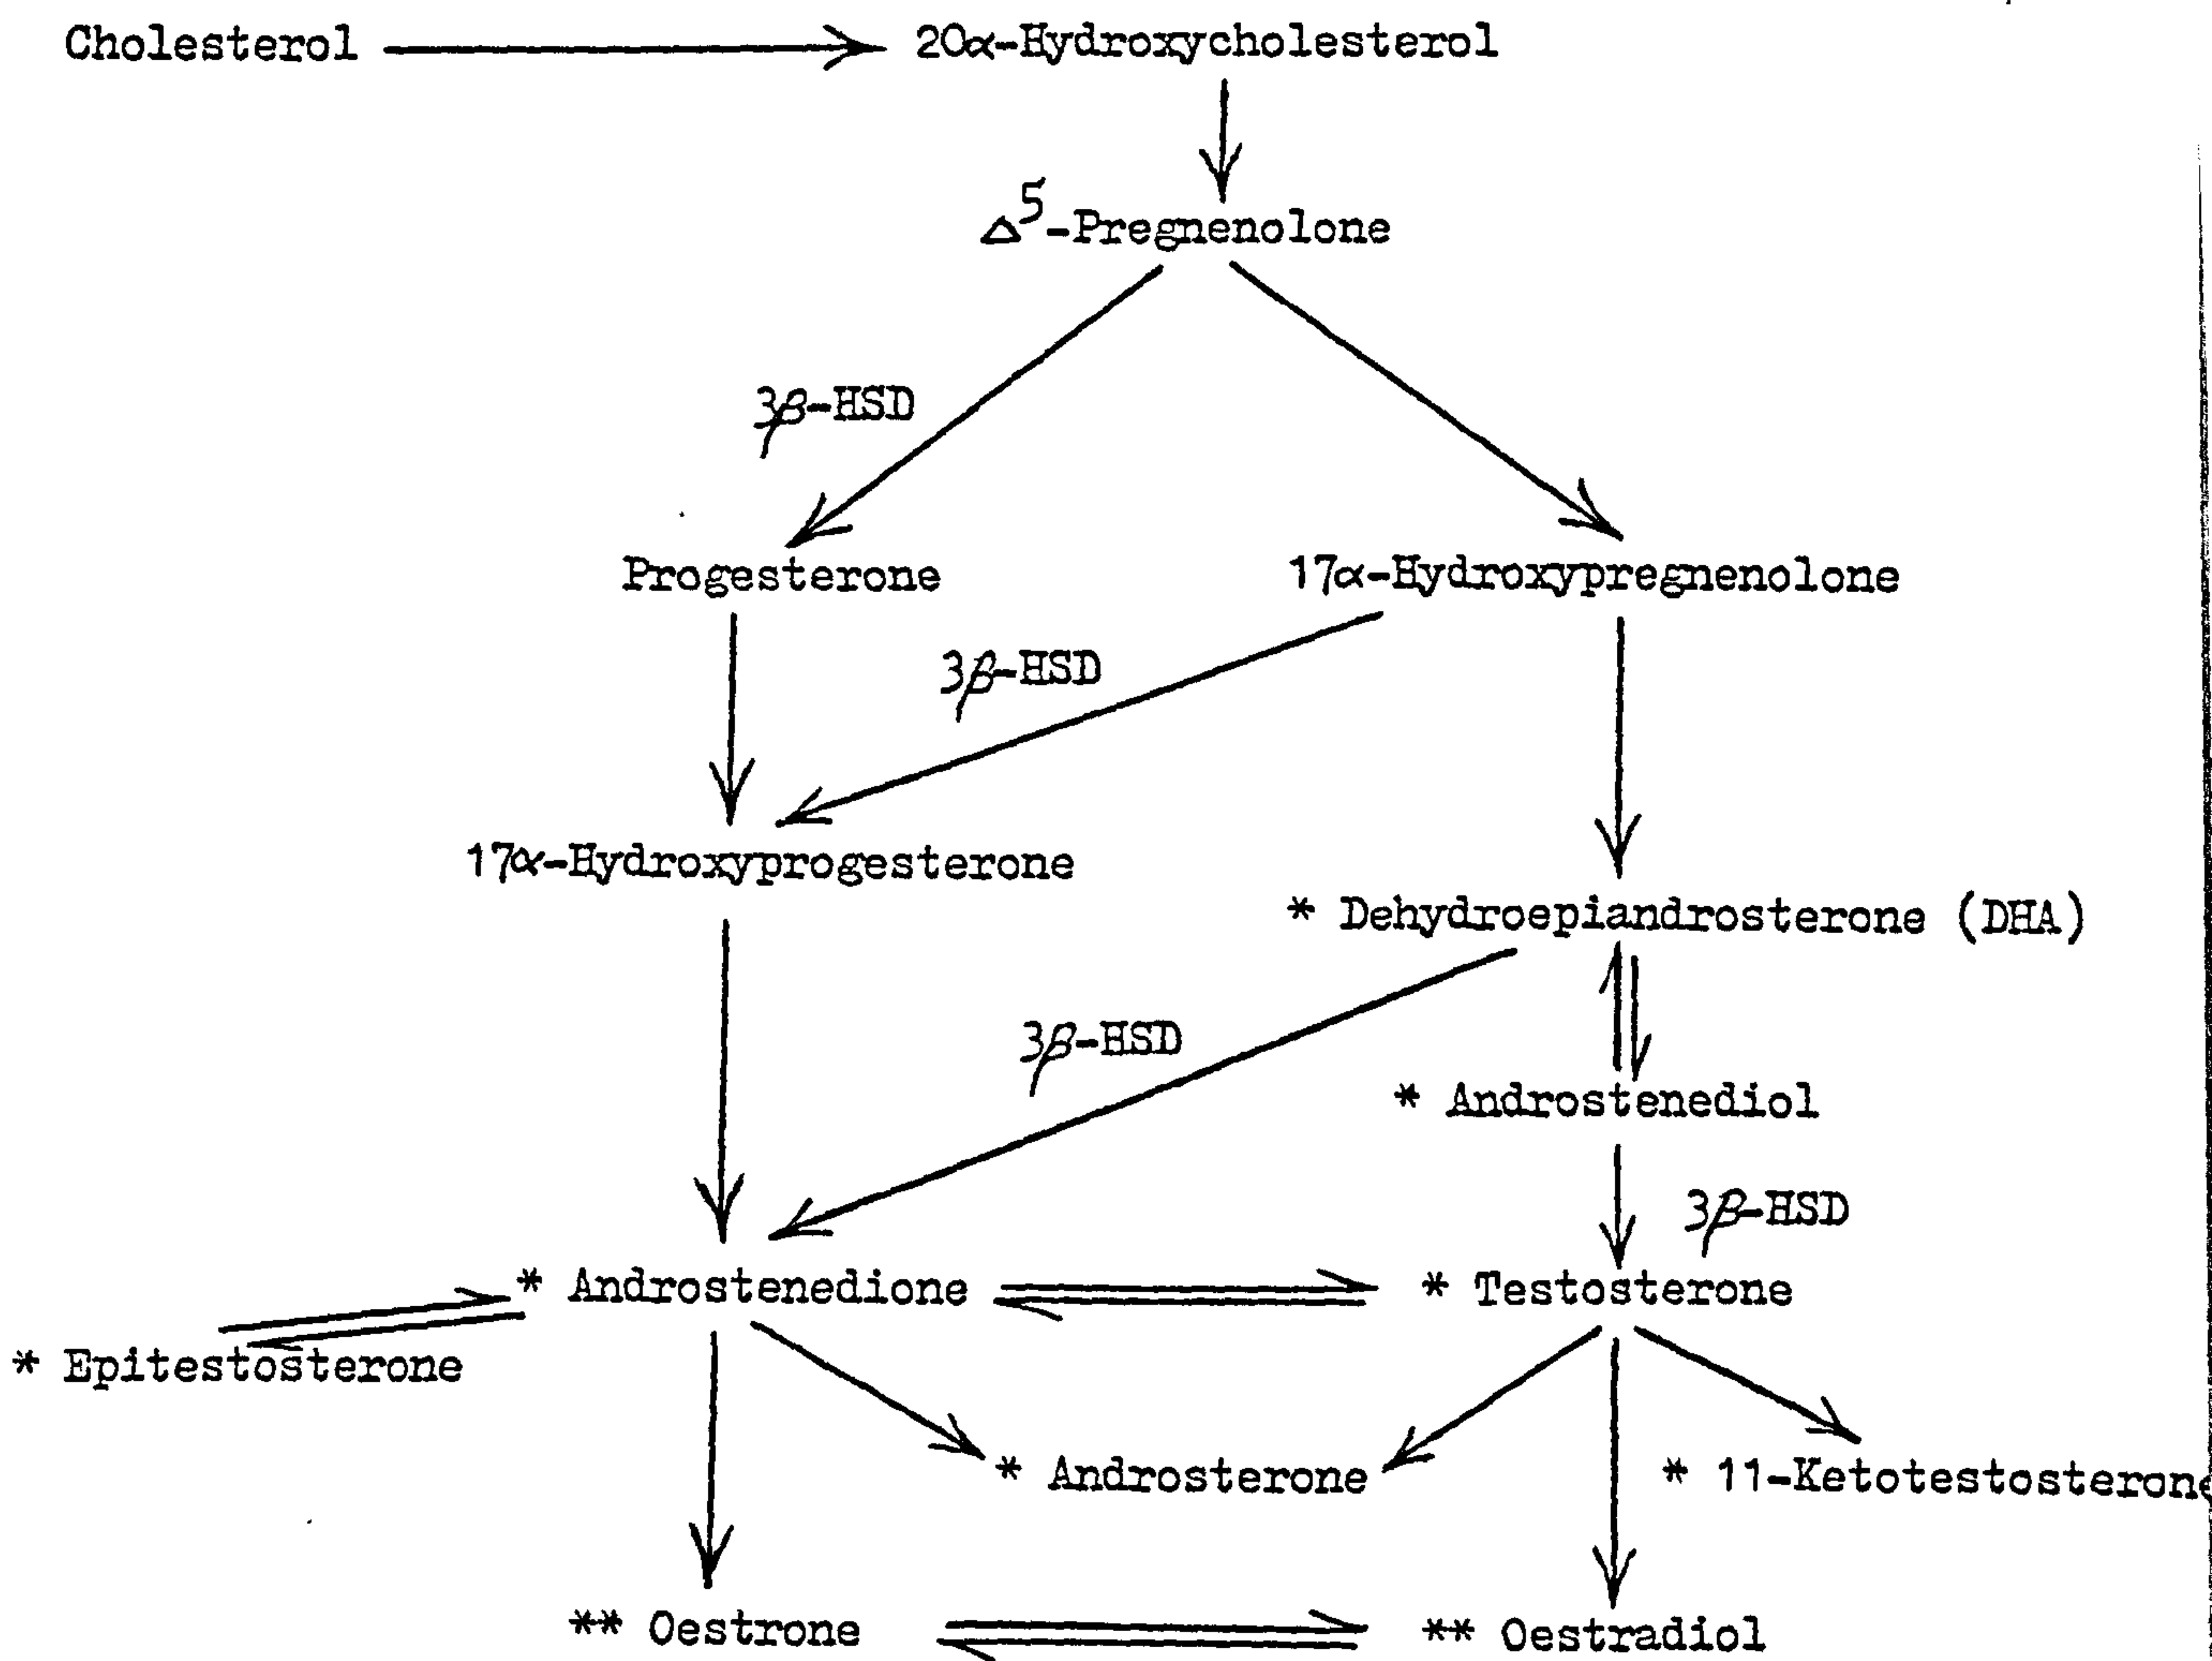 Cholesterol 20α-Hydroxycholesterol
Δ5-Pregnenolone
3β-HSD
Progesterone 17α-Hydroxypregnenolone
3β-HSD
17α-Hydroxyprogesterone
* Dehydroepiandrosterone (DHA)
3β-HSD
* Androstenediol
3β-HSD
* Androstenedione * Testosterone
* Epitestosterone
* Androsterone * 11-Ketotestosterone
** Oestrone ** Oestradiol